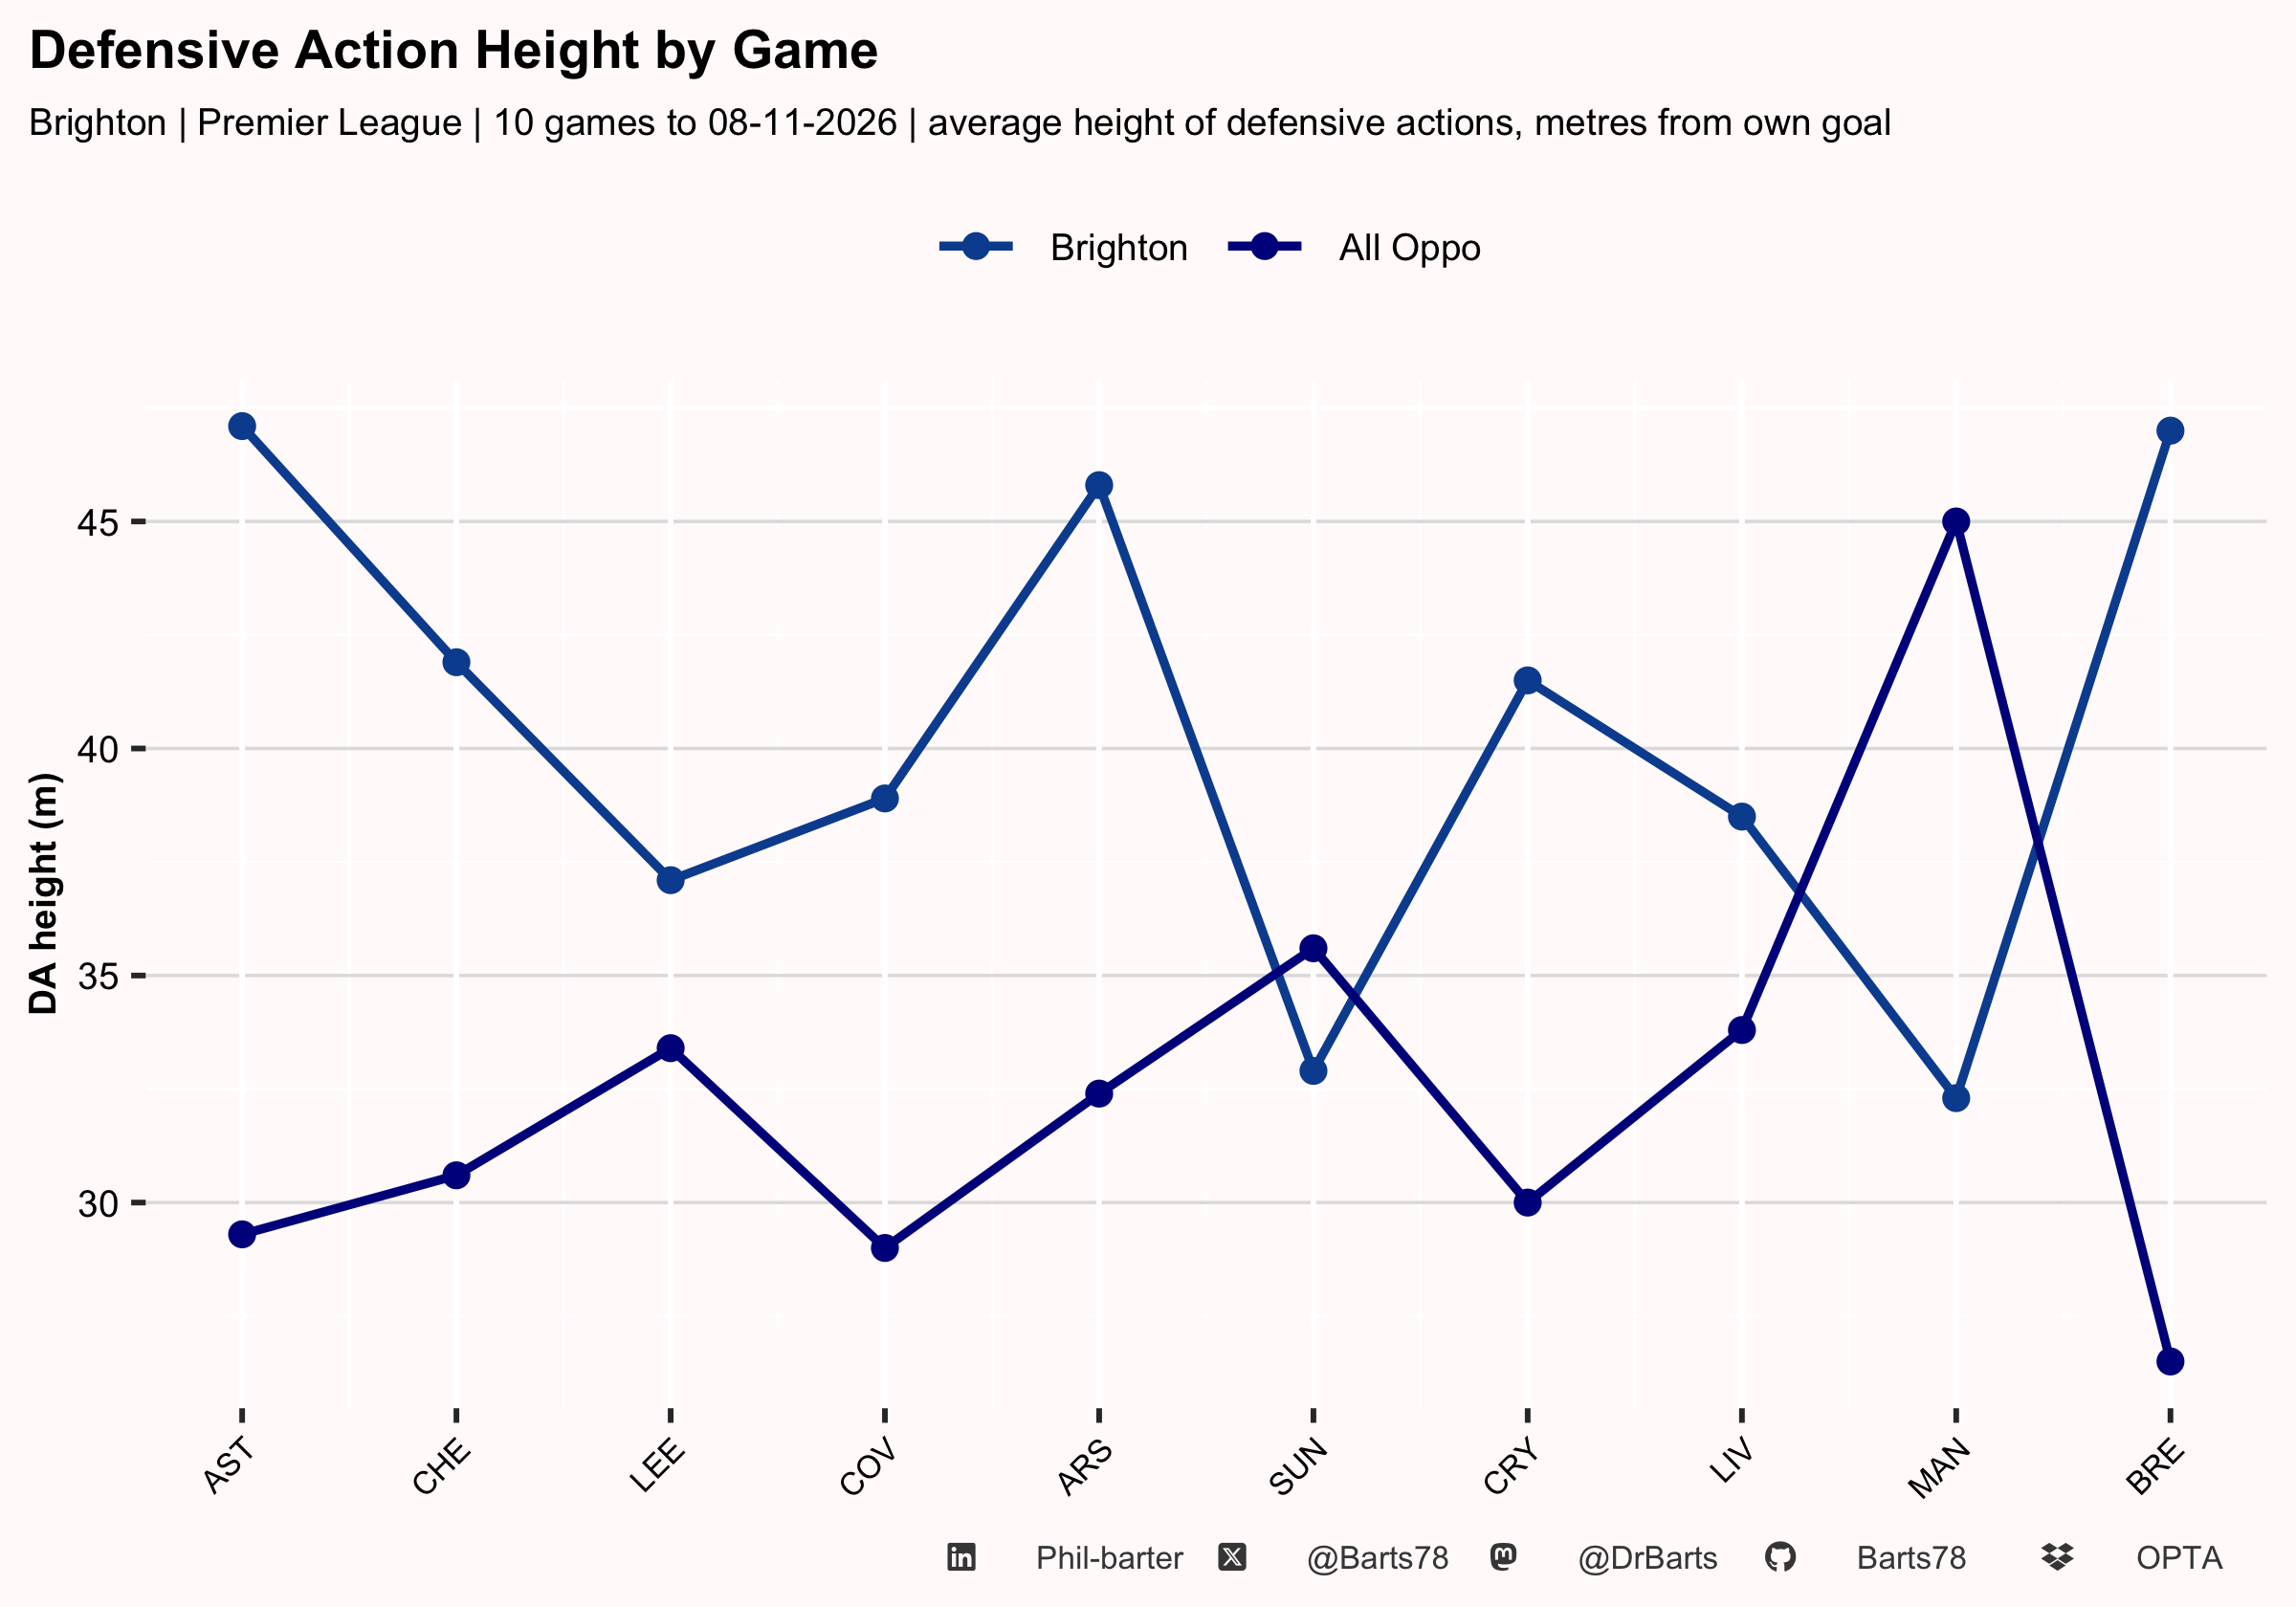 Defensive Action Height by Game
Brighton | Premier League | 10 games to 08-11-2026 | average height of defensive actions, metres from own goal
Brighton All Oppo
DA height (m)
45
40
35
30
AST CHE LEE COV ARS SUN CRY LIV MAN BRE
Phil-barter @Barts78 @DrBarts Barts78 OPTA